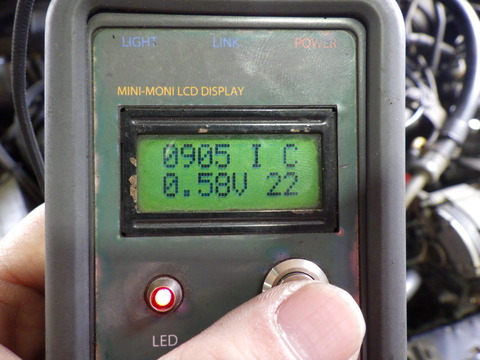 LIGHT LINK POWER
MINI-MONI LCD DISPLAY
0905 I C
0.58V 22
LED